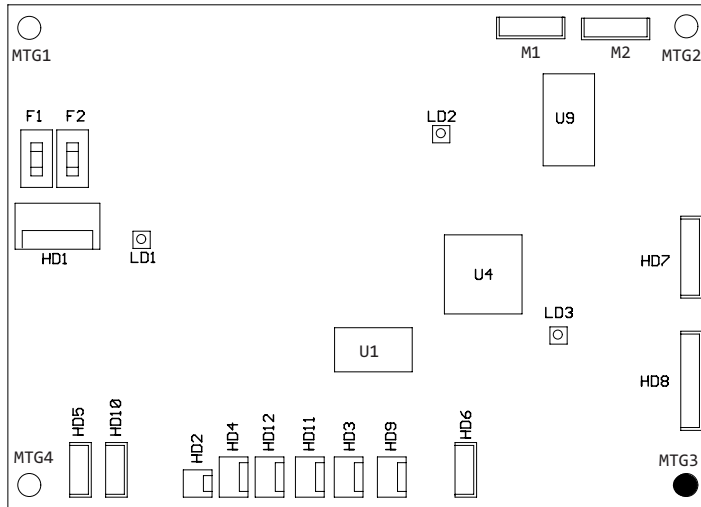 M1
M2
MTG1
MTG2
F1
F2
LD2
U9
HD1
LD1
HD7
U4
LD3
U1
HD8
HD5
HD10
HD2
HD4
HD12
HD11
HD3
HD9
HD6
MTG4
MTG3